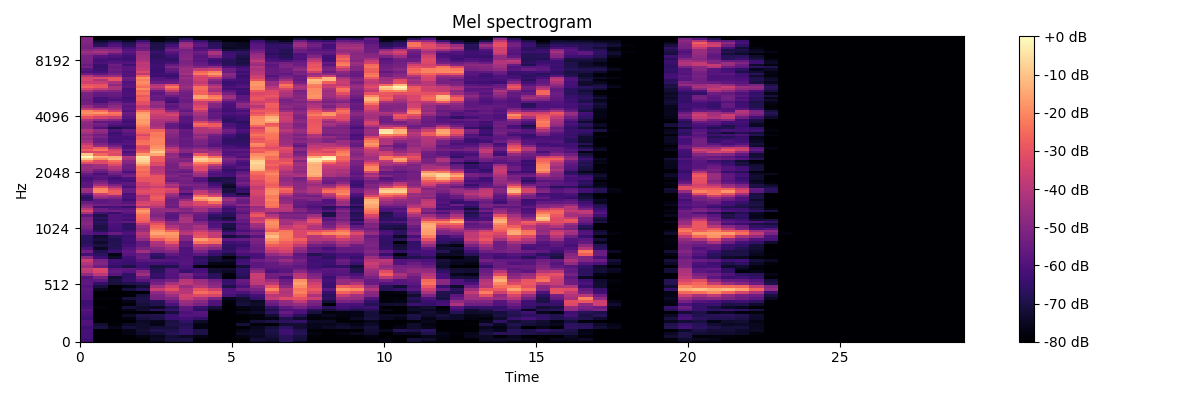 Mel spectrogram
Hz
8192
4096
2048
1024
512
0
0 5 10 15 20 25
Time
+0 dB
-10 dB
-20 dB
-30 dB
-40 dB
-50 dB
-60 dB
-70 dB
-80 dB